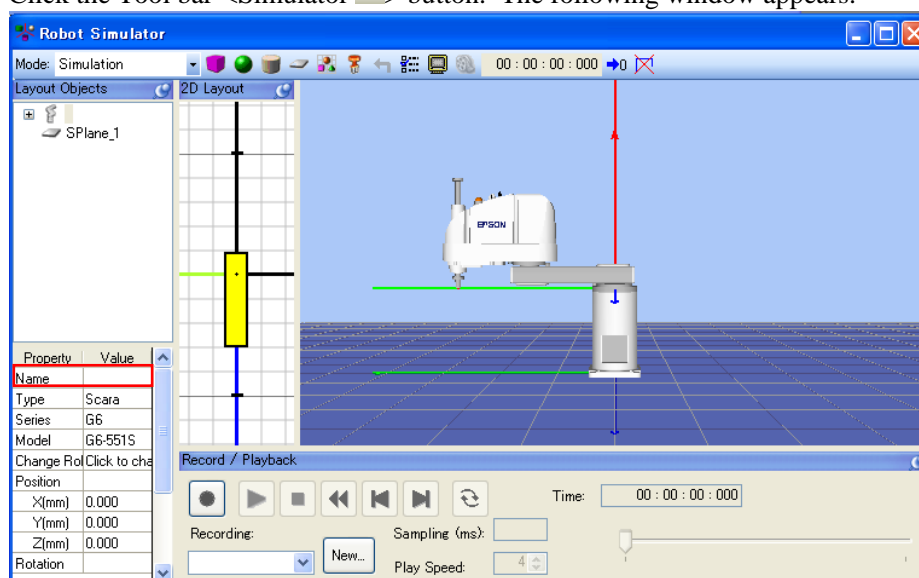 Click the Tool bar <Simulator > button. The following window appears.
Robot Simulator
Mode: Simulation
00 : 00 : 00 : 000
0
Layout Objects
2D Layout
SPlane_1
EPSON
Property Value
Name
Type Scara
Series G6
Model G6-551S
Change Rol Click to cha
Position
X(mm) 0.000
Y(mm) 0.000
Z(mm) 0.000
Rotation
Record / Playback
Time: 00 : 00 : 00 : 000
Recording:
New...
Sampling (ms):
Play Speed: 4